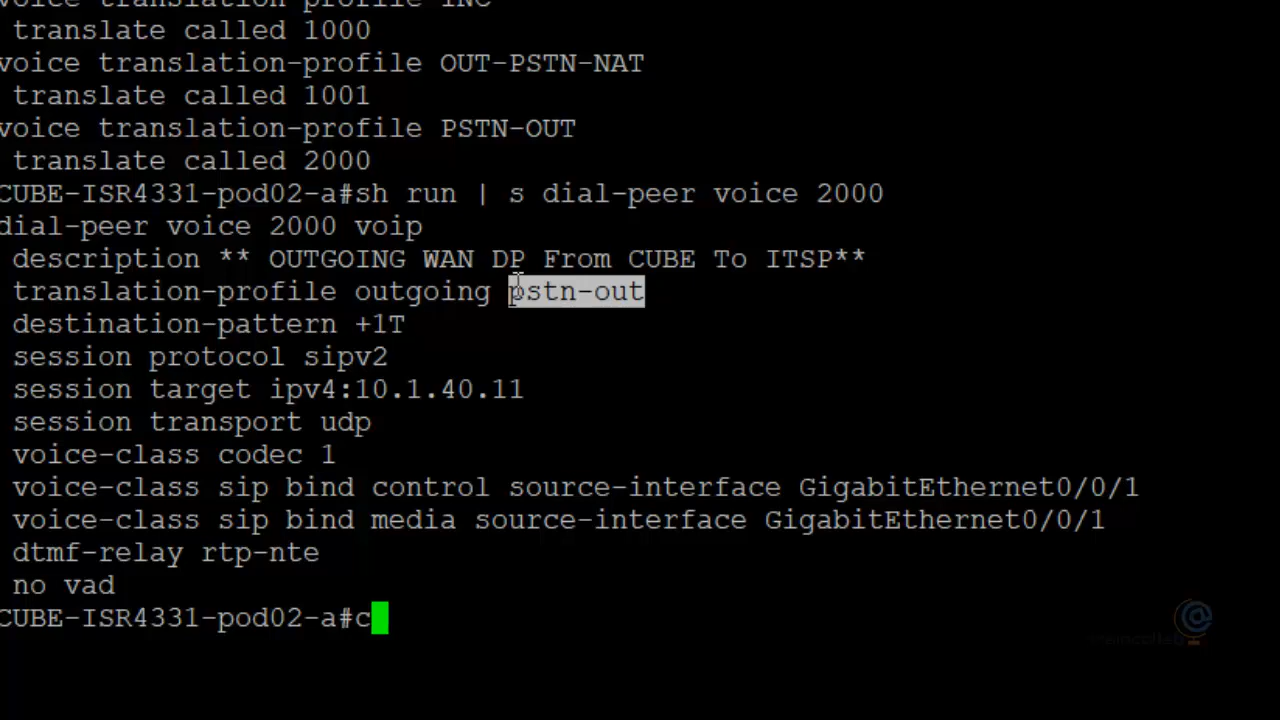 voice translation-profile INC
translate called 1000
voice translation-profile OUT-PSTN-NAT
translate called 1001
voice translation-profile PSTN-OUT
translate called 2000
CUBE-ISR4331-pod02-a#sh run | s dial-peer voice 2000
dial-peer voice 2000 voip
description ** OUTGOING WAN DP From CUBE To ITSP**
translation-profile outgoing pstn-out
destination-pattern +1T
session protocol sipv2
session target ipv4:10.1.40.11
session transport udp
voice-class codec 1
voice-class sip bind control source-interface GigabitEthernet0/0/1
voice-class sip bind media source-interface GigabitEthernet0/0/1
dtmf-relay rtp-nte
no vad
CUBE-ISR4331-pod02-a#c